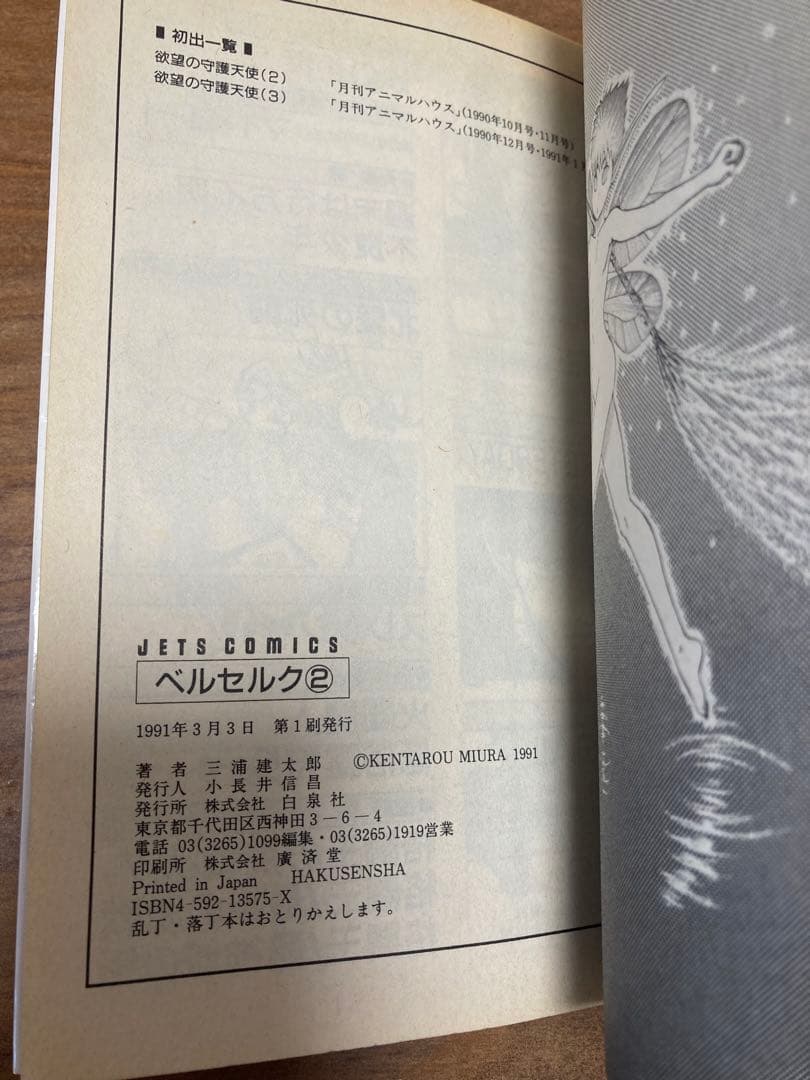 ■ 初出一覧 ■
欲望の守護天使(2) 「月刊アニマルハウス」(1990年10月号・11月号)
欲望の守護天使(3) 「月刊アニマルハウス」(1990年12月号・1991年1月
JETS COMICS
ベルセルク②
1991年3月3日 第1刷発行
著者 三浦建太郎 ©KENTAROU MIURA 1991
発行人 小長井信昌
発行所 株式会社 白泉社
東京都千代田区西神田3-6-4
電話 03(3265)1099編集・03(3265)1919営業
印刷所 株式会社 廣済堂
Printed in Japan HAKUSENSHA
ISBN4-592-13575-X
乱丁・落丁本はおとりかえします。